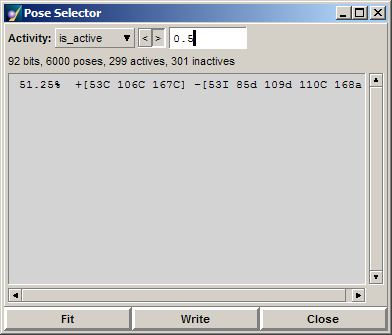 Pose Selector
Activity: is_active < > 0.5
92 bits, 6000 poses, 299 actives, 301 inactives
51.25% +[53C 106C 167C] -[53I 85d 109d 110C 168a
Fit Write Close